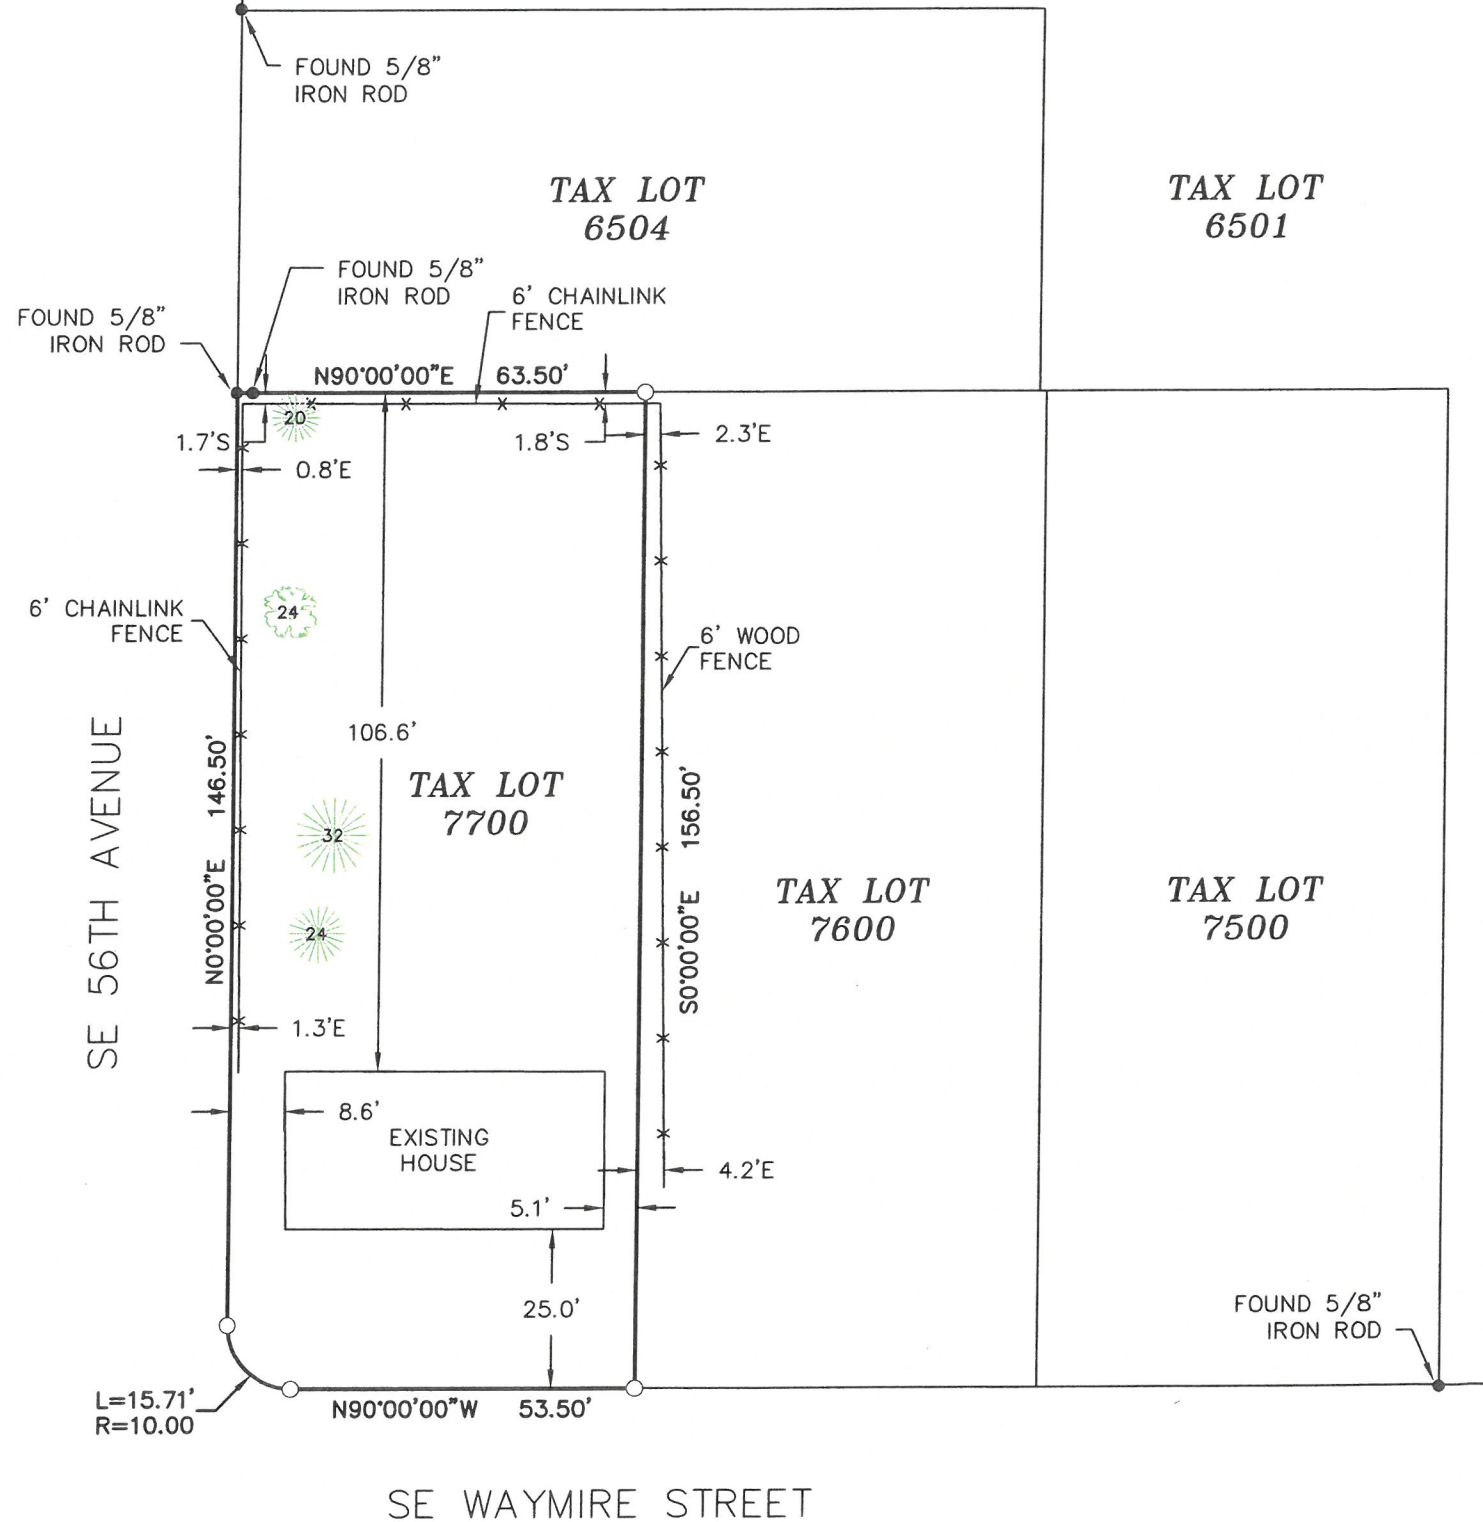 FOUND 5/8"
IRON ROD
TAX LOT
6504
TAX LOT
6501
FOUND 5/8"
IRON ROD
6' CHAINLINK
FENCE
FOUND 5/8"
IRON ROD
N90°00'00"E 63.50'
20
1.7'S
1.8'S
2.3'E
0.8'E
24
6' CHAINLINK
FENCE
6' WOOD
FENCE
106.6'
SE 56TH AVENUE
N0°00'00"E 146.50'
TAX LOT
7700
S0°00'00"E 156.50'
32
24
TAX LOT
7600
TAX LOT
7500
1.3'E
8.6'
EXISTING
HOUSE
4.2'E
5.1'
25.0'
FOUND 5/8"
IRON ROD
L=15.71'
R=10.00
N90°00'00"W 53.50'
SE WAYMIRE STREET